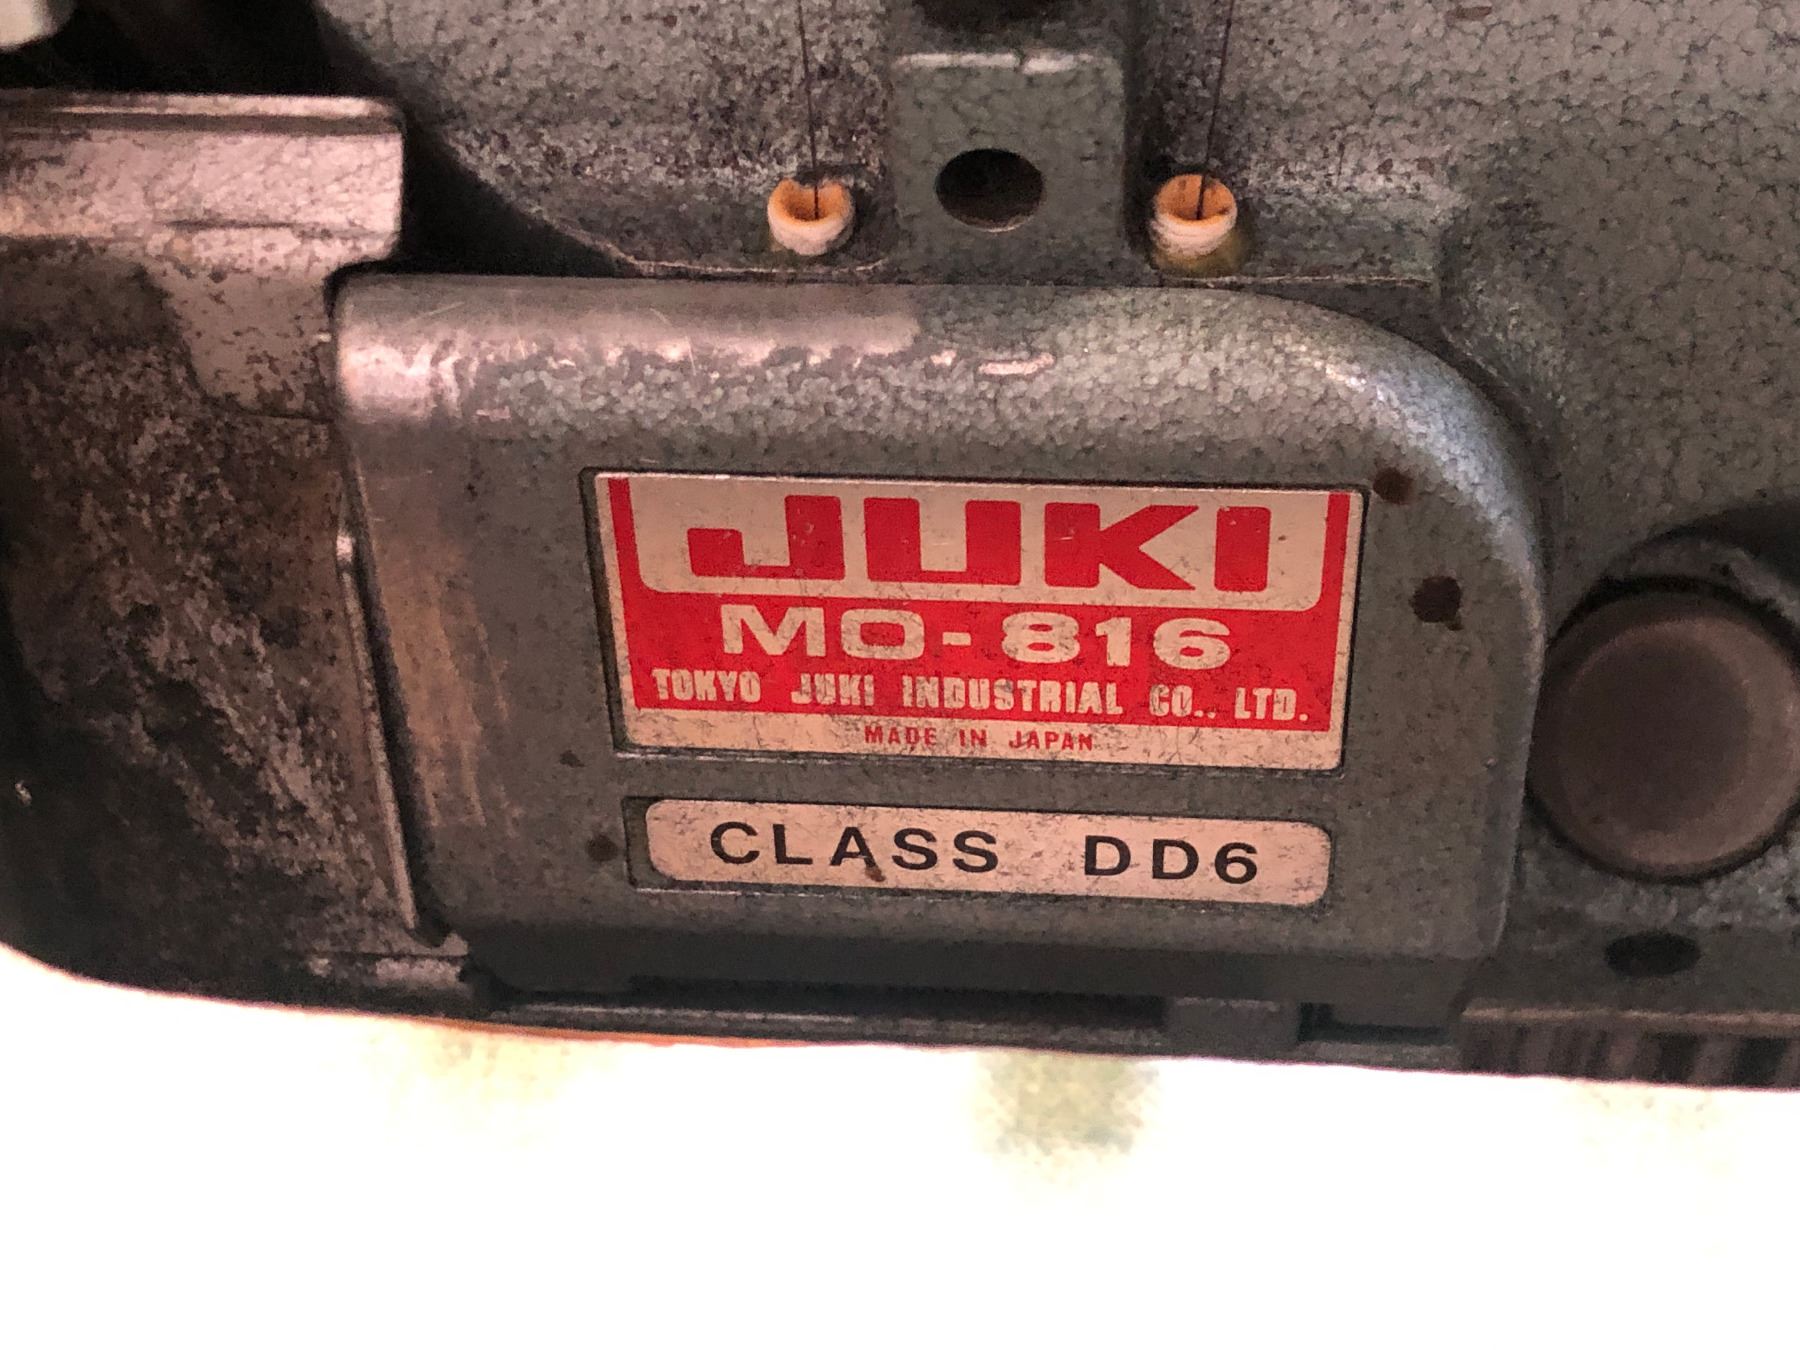 JUKI
MO-816
TOKYO JUKI INDUSTRIAL CO., LTD.
MADE IN JAPAN
CLASS DD6